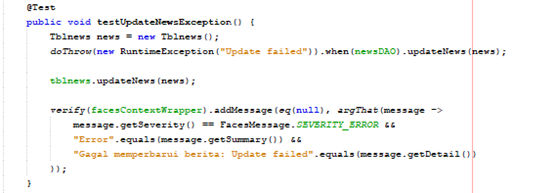 @Test
public void testUpdateNewsException() {
    Tblnews news = new Tblnews();
    doThrow(new RuntimeException("Update failed")).when(newsDAO).updateNews(news);

    tblnews.updateNews(news);

    verify(facesContextWrapper).addMessage(eq(null), argThat(message ->
        message.getSeverity() == FacesMessage.SEVERITY_ERROR &&
        "Error".equals(message.getSummary()) &&
        "Gagal memperbarui berita: Update failed".equals(message.getDetail())
    ));
}